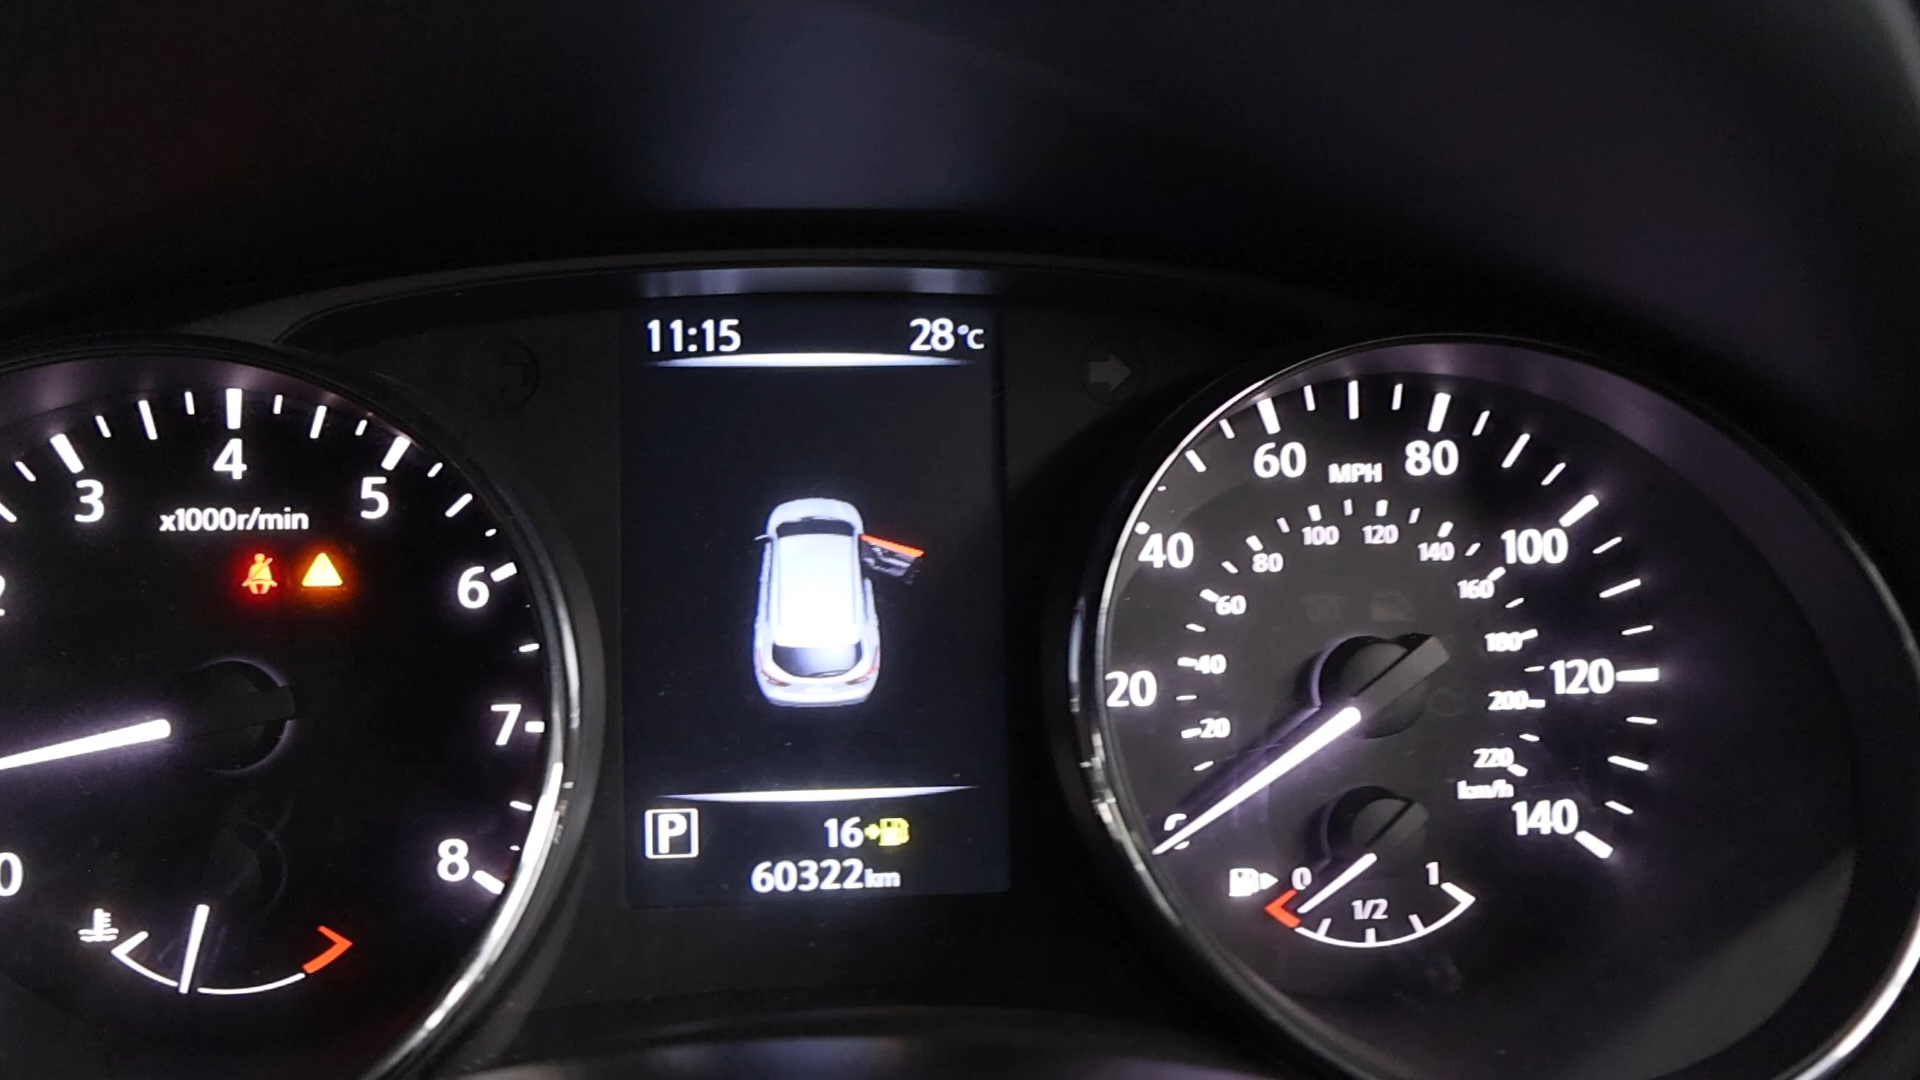 11:15 28°C
3 4 5 6 7 8
x1000r/min
0
20 40 60 80 100 120 140
MPH
20 40 60 80 100 120 140 160 180 200 220
km/h
P 16
60322km
0 1/2 1